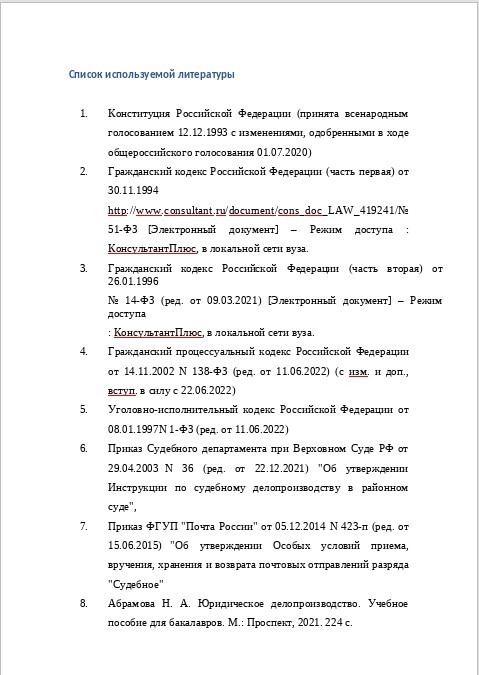 Список используемой литературы
1. Конституция Российской Федерации (принята всенародным
голосованием 12.12.1993 с изменениями, одобренными в ходе
общероссийского голосования 01.07.2020)
2. Гражданский кодекс Российской Федерации (часть первая) от
30.11.1994
http://www.consultant.ru/document/cons_doc_LAW_419241/№
51-ФЗ [Электронный документ] – Режим доступа :
КонсультантПлюс, в локальной сети вуза.
3. Гражданский кодекс Российской Федерации (часть вторая) от
26.01.1996
№ 14-ФЗ (ред. от 09.03.2021) [Электронный документ] – Режим
доступа
: КонсультантПлюс, в локальной сети вуза.
4. Гражданский процессуальный кодекс Российской Федерации
от 14.11.2002 N 138-ФЗ (ред. от 11.06.2022) (с изм. и доп.,
вступ. в силу с 22.06.2022)
5. Уголовно-исполнительный кодекс Российской Федерации от
08.01.1997N 1-ФЗ (ред. от 11.06.2022)
6. Приказ Судебного департамента при Верховном Суде РФ от
29.04.2003 N 36 (ред. от 22.12.2021) "Об утверждении
Инструкции по судебному делопроизводству в районном
суде",
7. Приказ ФГУП "Почта России" от 05.12.2014 N 423-п (ред. от
15.06.2015) "Об утверждении Особых условий приема,
вручения, хранения и возврата почтовых отправлений разряда
"Судебное"
8. Абрамова Н. А. Юридическое делопроизводство. Учебное
пособие для бакалавров. М.: Проспект, 2021. 224 с.